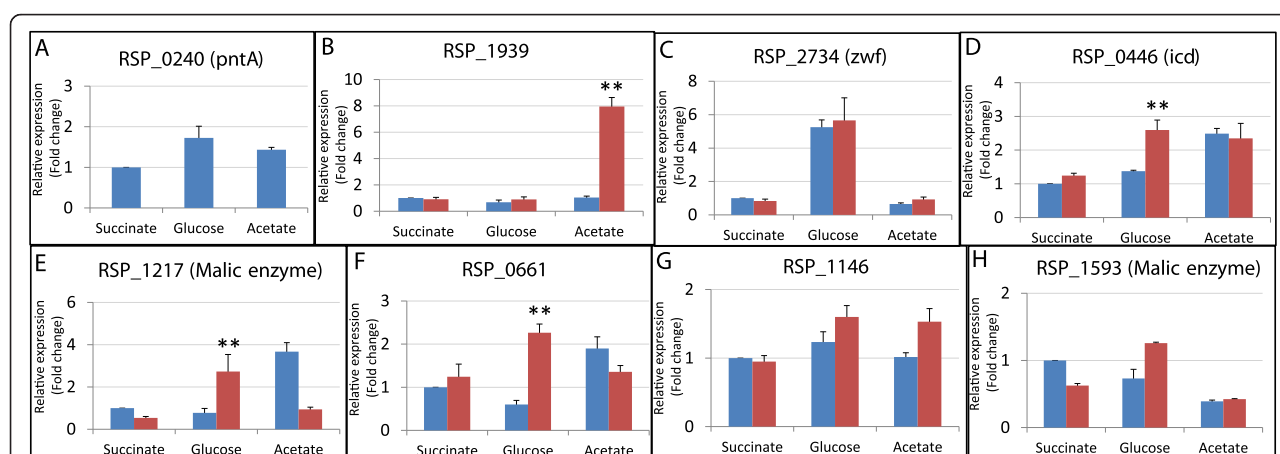 A
RSP_0240 (pntA)
Relative expression
(Fold change)
3
2
1
0
Succinate Glucose Acetate
B
RSP_1939
Relative expression
(Fold change)
10
8
6
4
2
0
**
Succinate Glucose Acetate
C
RSP_2734 (zwf)
Relative expression
(Fold change)
8
6
4
2
0
Succinate Glucose Acetate
D
RSP_0446 (icd)
Relative expression
(Fold change)
4
3
2
1
0
**
Succinate Glucose Acetate
E
RSP_1217 (Malic enzyme)
Relative expression
(Fold change)
6
4
2
0
**
Succinate Glucose Acetate
F
RSP_0661
Relative expression
(Fold change)
3
2
1
0
**
Succinate Glucose Acetate
G
RSP_1146
Relative expression
(Fold change)
2
1
0
Succinate Glucose Acetate
H
RSP_1593 (Malic enzyme)
Relative expression
(Fold change)
2
1
0
Succinate Glucose Acetate